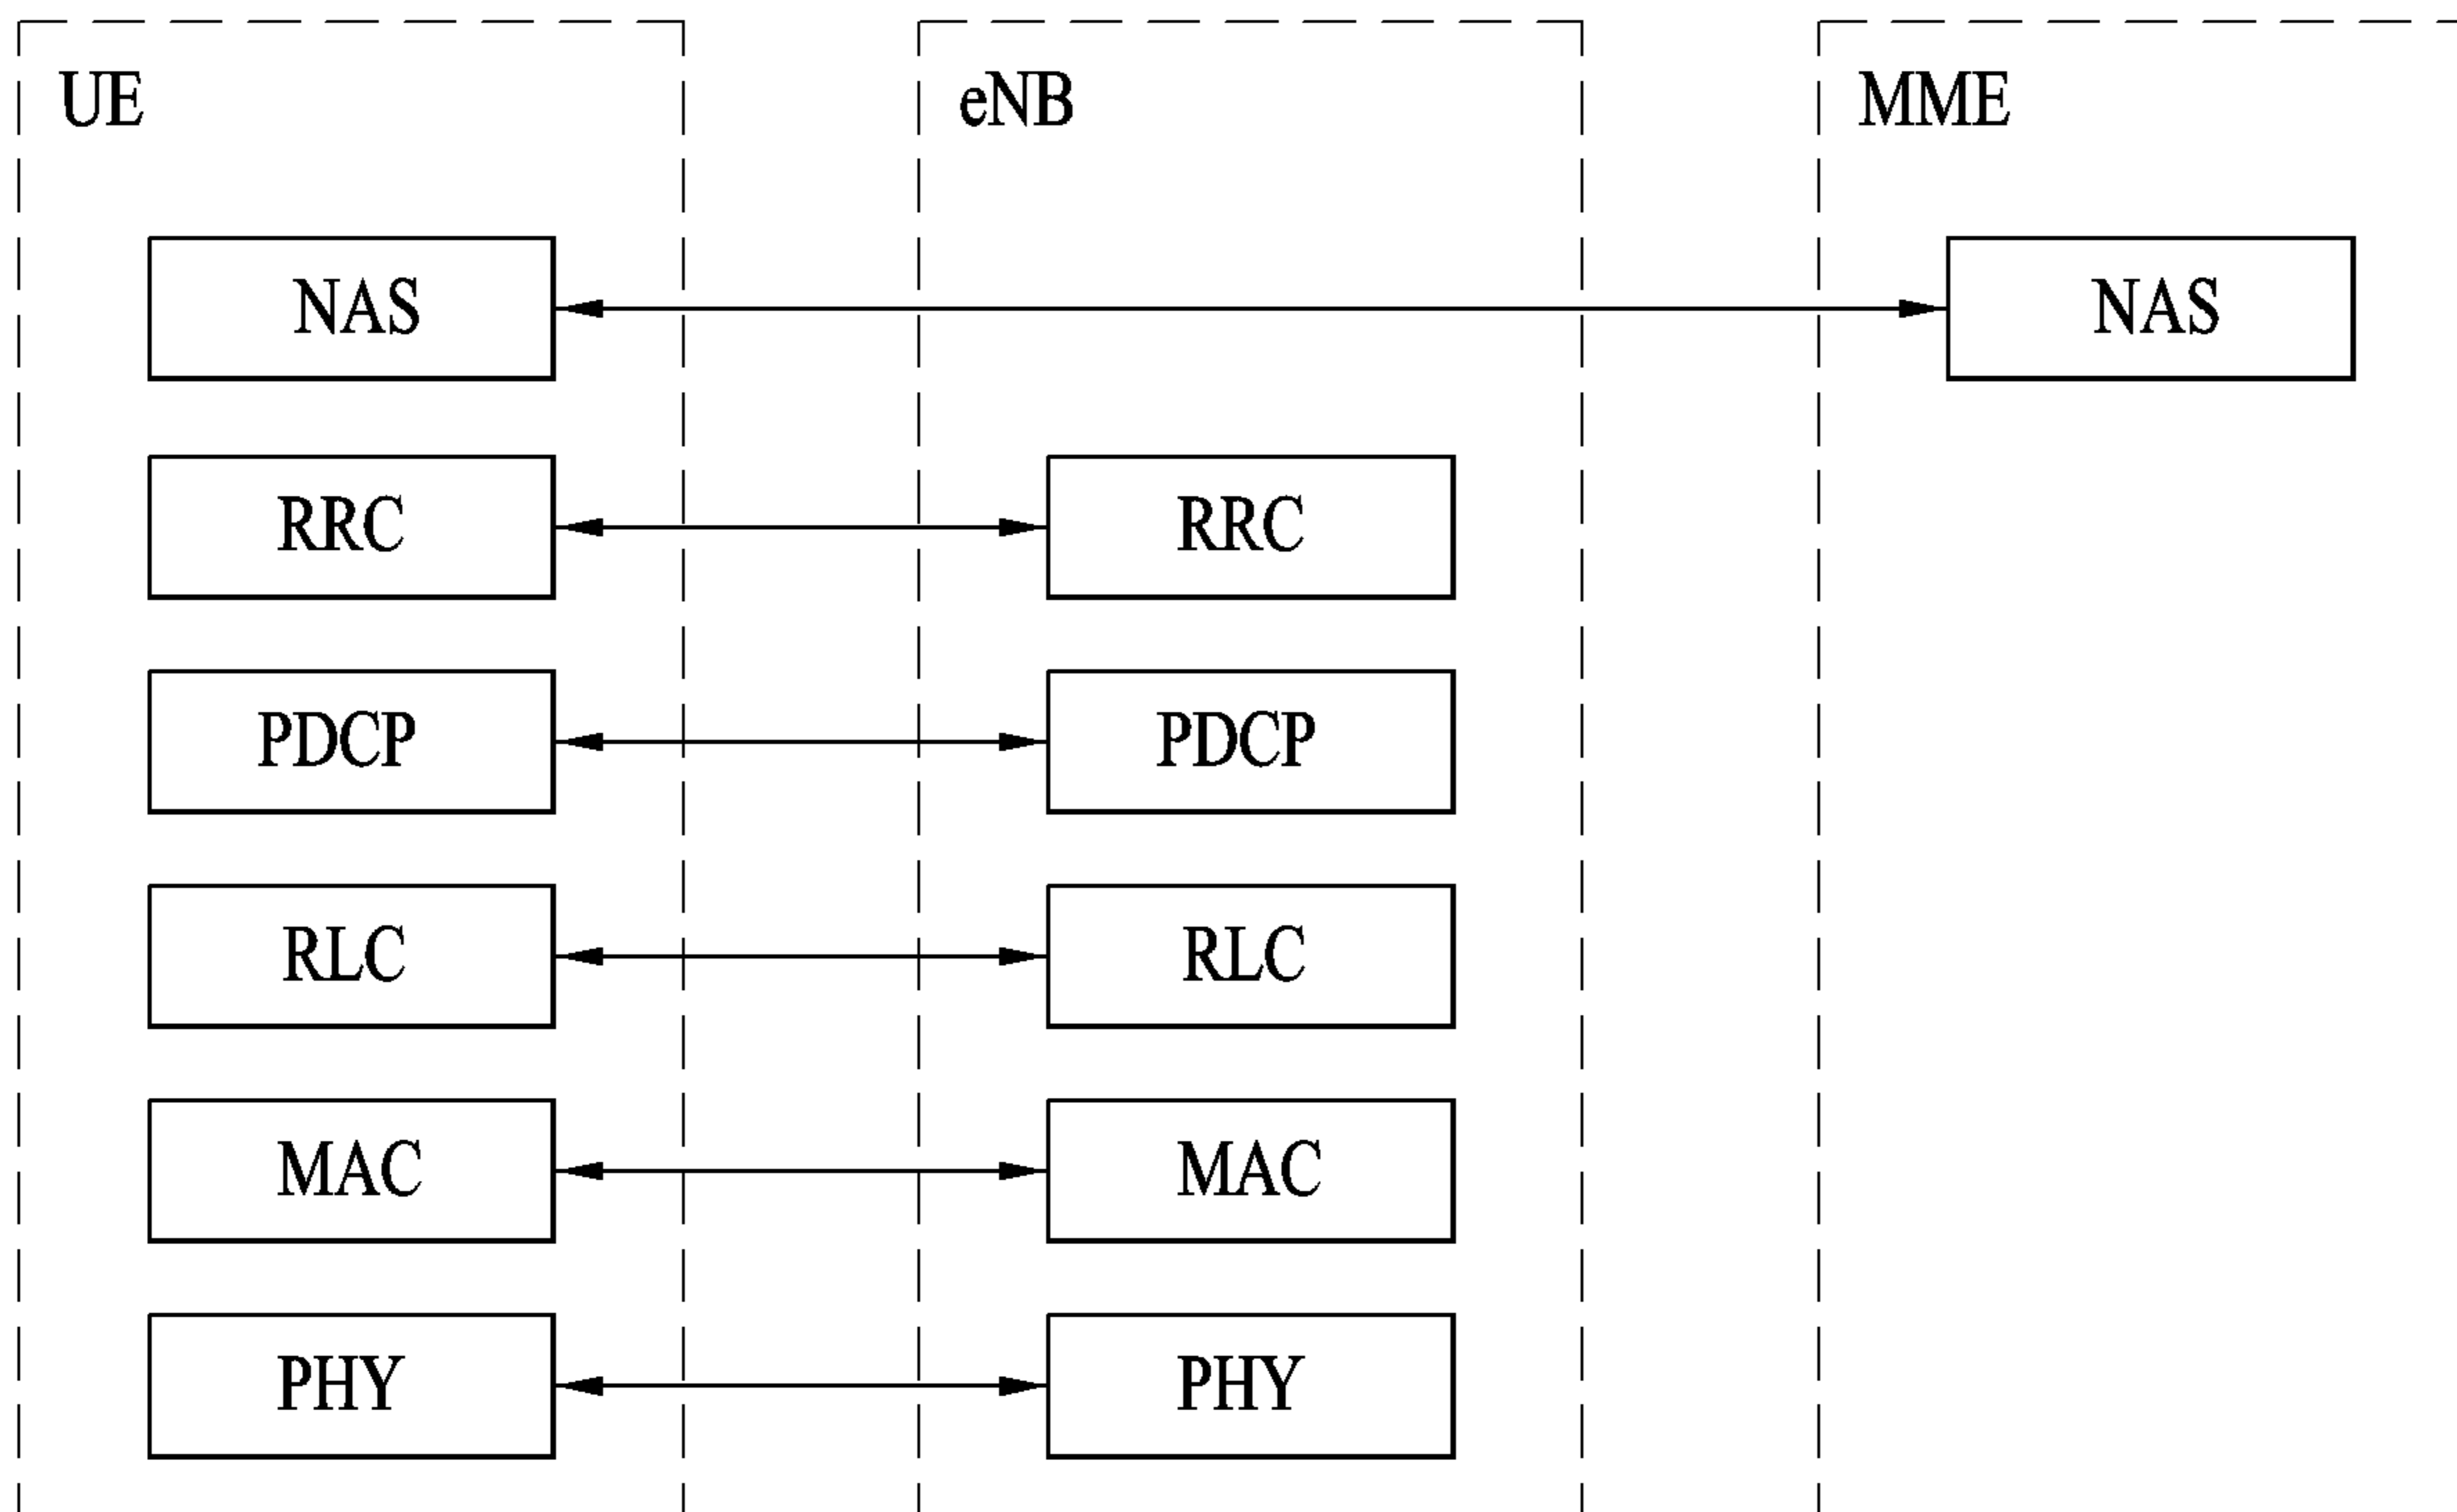 UE eNB MME
NAS NAS
RRC RRC
PDCP PDCP
RLC RLC
MAC MAC
PHY PHY